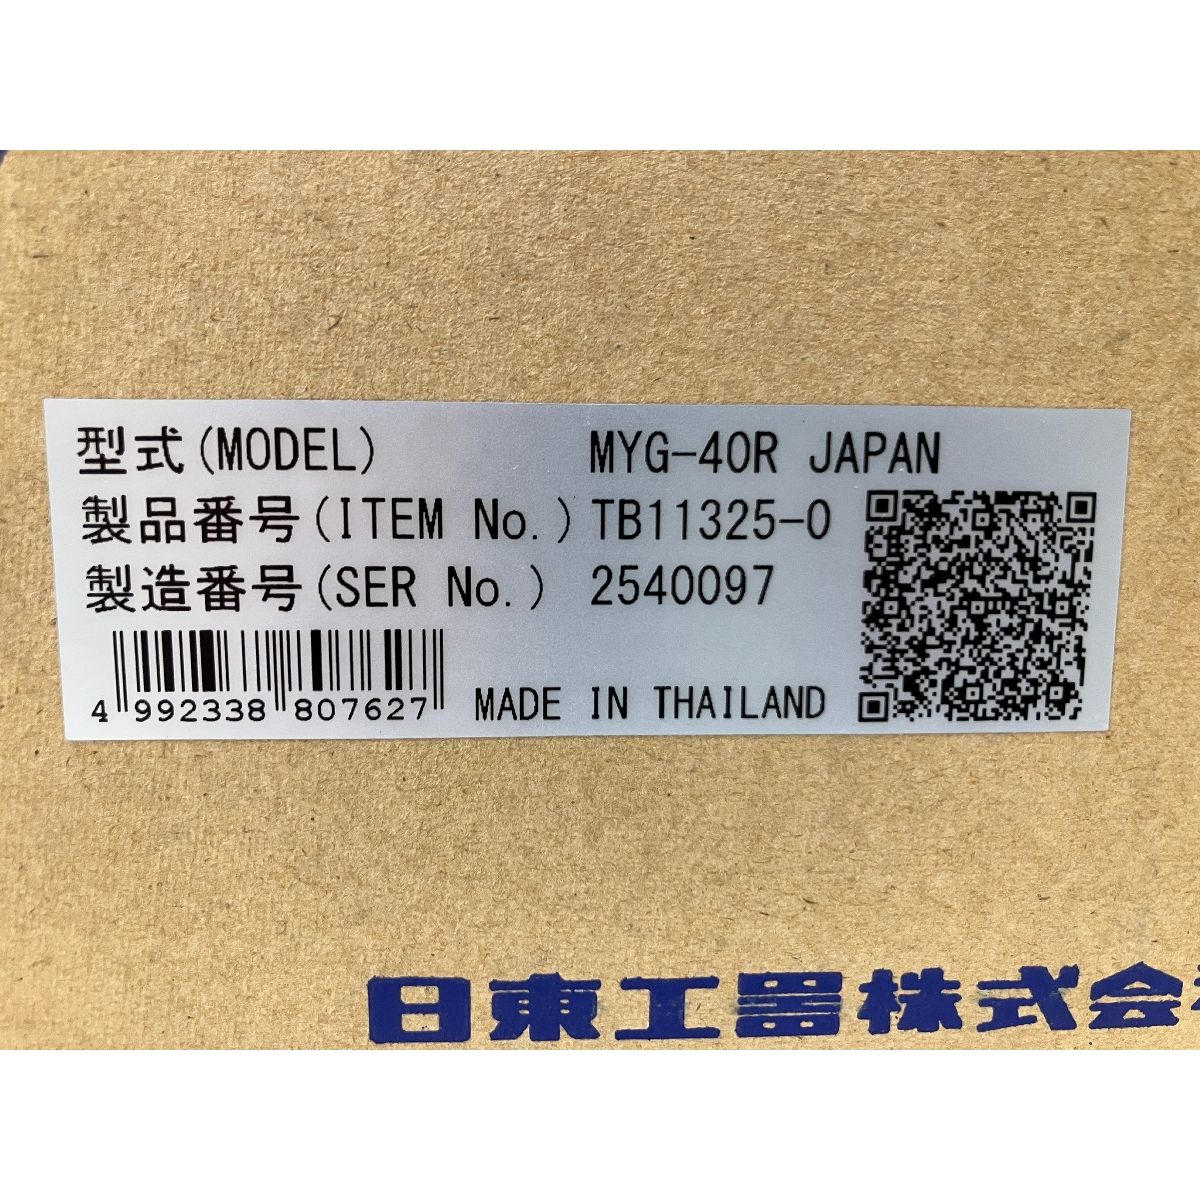 型式(MODEL) MYG-40R JAPAN
製品番号(ITEM No.) TB11325-0
製造番号(SER No.) 2540097
4 992338 807627 MADE IN THAILAND
日東工器株式会